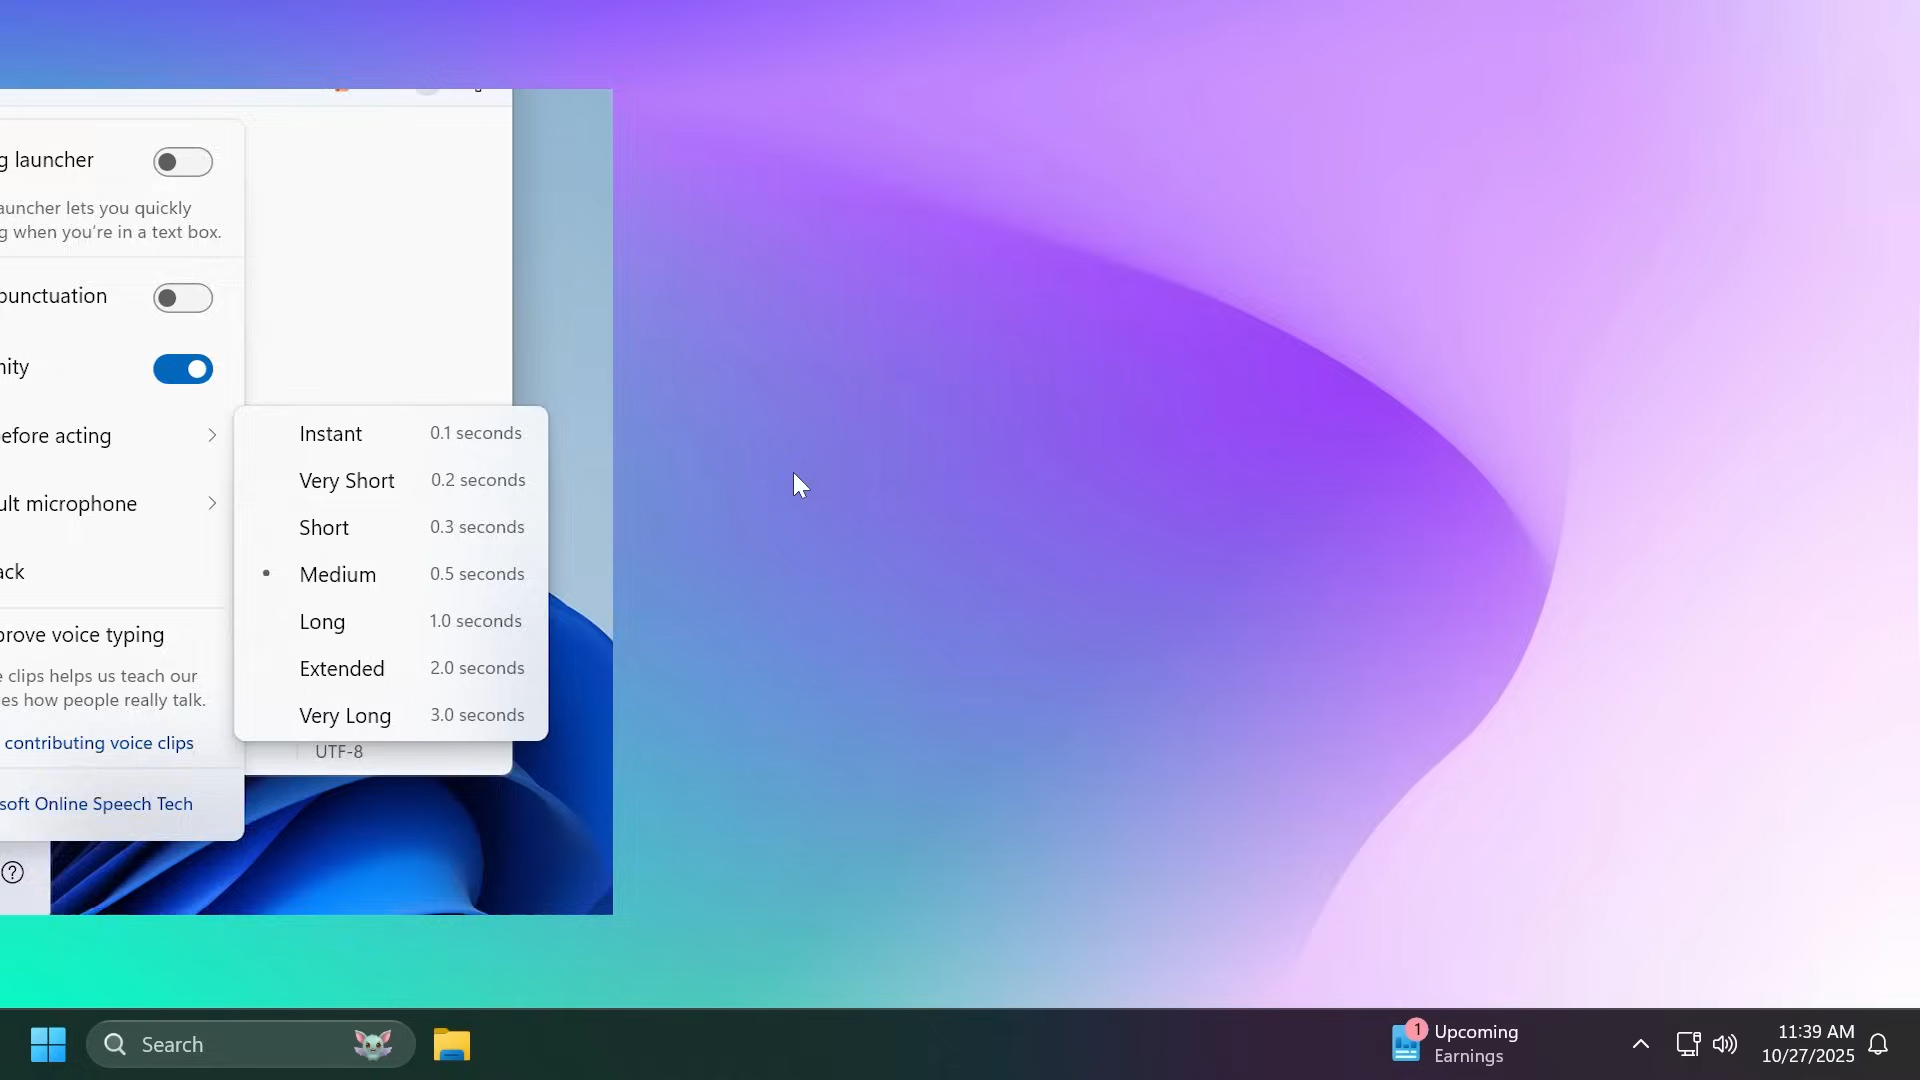 g launcher
auncher lets you quickly
g when you're in a text box.
punctuation
nity
efore acting
ult microphone
ack
prove voice typing
e clips helps us teach our
es how people really talk.
contributing voice clips
soft Online Speech Tech
Instant 0.1 seconds
Very Short 0.2 seconds
Short 0.3 seconds
Medium 0.5 seconds
Long 1.0 seconds
Extended 2.0 seconds
Very Long 3.0 seconds
UTF-8
Search
1
Upcoming
Earnings
11:39 AM
10/27/2025